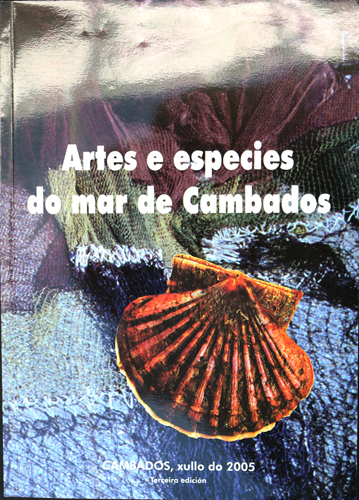 Artes e especies
do mar de Cambados
CAMBADOS, xullo do 2005
Terceira edición